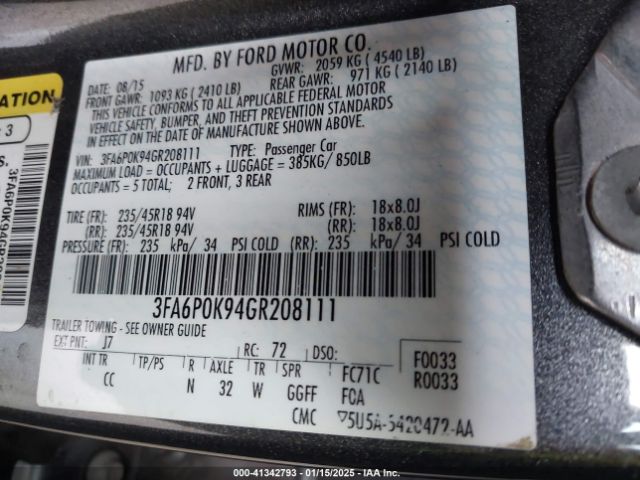 MFD. BY FORD MOTOR CO.
DATE: 08/15 GVWR: 2059 KG ( 4540 LB)
FRONT GAWR: 1093 KG ( 2410 LB) REAR GAWR: 971 KG ( 2140 LB)
THIS VEHICLE CONFORMS TO ALL APPLICABLE FEDERAL MOTOR
VEHICLE SAFETY, BUMPER, AND THEFT PREVENTION STANDARDS
IN EFFECT ON THE DATE OF MANUFACTURE SHOWN ABOVE.
VIN: 3FA6P0K94GR208111 TYPE: Passenger Car
MAXIMUM LOAD = OCCUPANTS + LUGGAGE = 385KG/ 850LB
OCCUPANTS = 5 TOTAL; 2 FRONT, 3 REAR
TIRE (FR): 235/45R18 94V RIMS (FR): 18x8.0J
(RR): 235/45R18 94V (RR): 18x8.0J
PRESSURE (FR): 235 kPa/ 34 PSI COLD (RR): 235 kPa/ 34 PSI COLD
3FA6P0K94GR208111
TRAILER TOWING - SEE OWNER GUIDE
EXT PNT: J7 RC: 72 DSO: F0033
INT TR TP/PS R AXLE TR SPR FC71C R0033
CC N 32 W GGFF FCA
CMC 5U5A-5420472-AA
ATION
3
S.
3FA6P0K94GR20
000-41342793 - 01/15/2025 - IAAI.COM